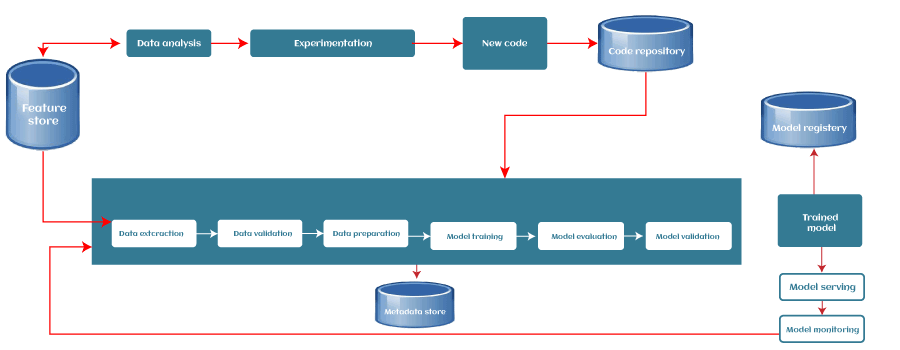 Data analysis
Experimentation
New code
Code repository
Feature
store
Model registery
Data extcraction
Data validation
Data preparation
Model training
Model evaluation
Model validation
Trained
model
Metadata store
Model serving
Model monitoring